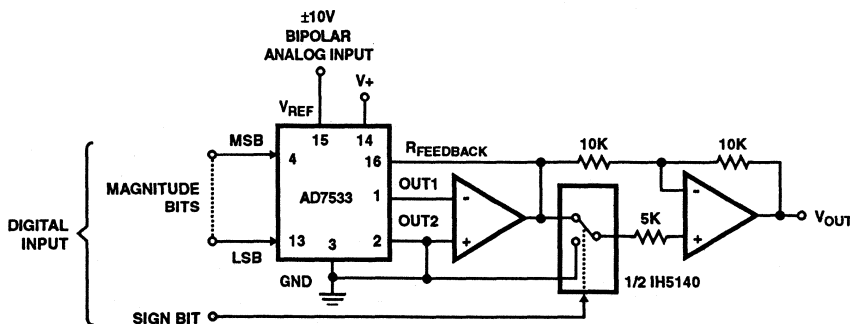 ±10V
BIPOLAR
ANALOG INPUT
V+
VREF
MSB
4
15
14
16
RFEEDBACK
10K
10K
MAGNITUDE
BITS
AD7533
1
OUT1
-
-
DIGITAL
INPUT
OUT2
+
5K
+
VOUT
13
3
2
LSB
GND
1/2 IH5140
SIGN BIT